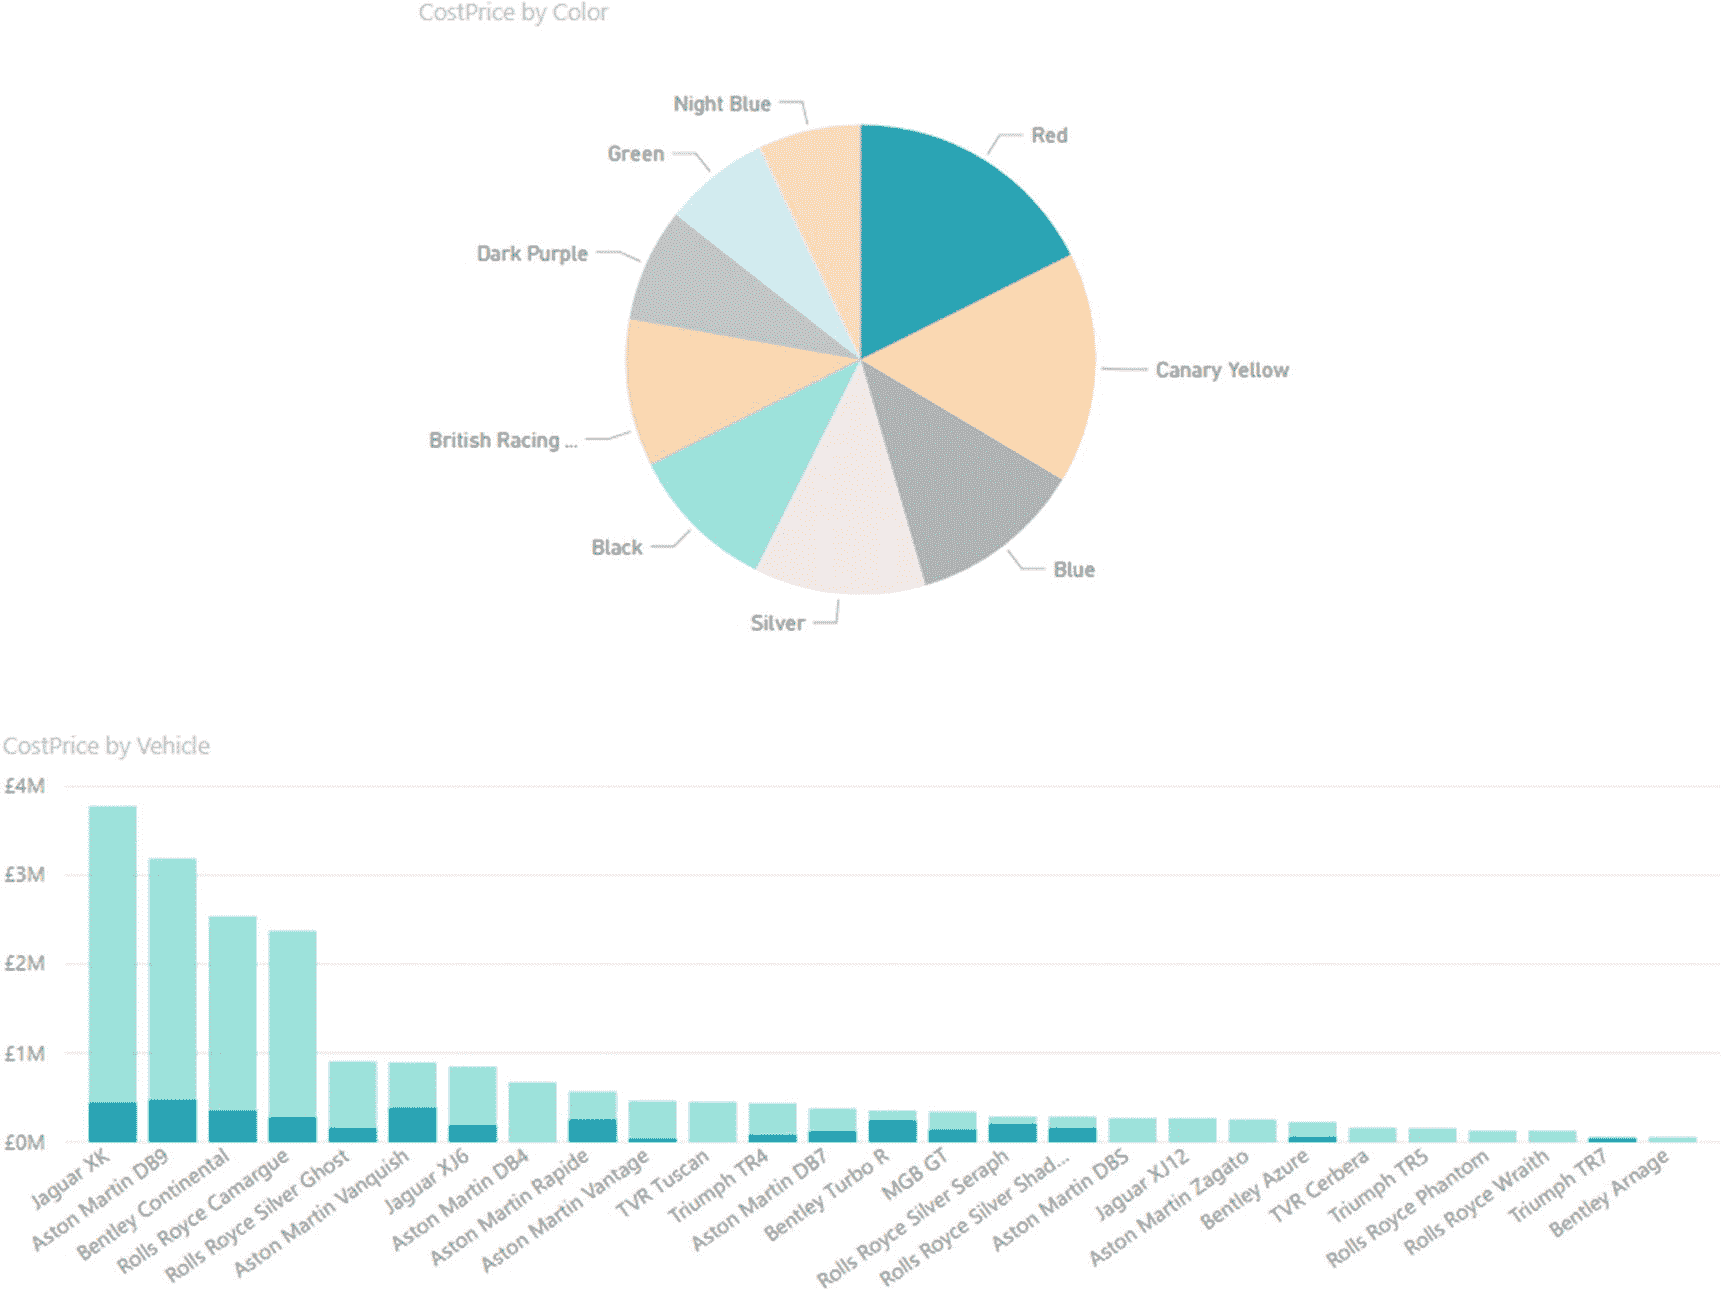 CostPrice by Color
Night Blue
Red
Green
Dark Purple
Canary Yellow
British Racing ...
Black
Blue
Silver
CostPrice by Vehicle
£4M
£3M
£2M
£1M
£0M
Jaguar XK
Aston Martin DB9
Bentley Continental
Rolls Royce Camargue
Rolls Royce Silver Ghost
Aston Martin Vanquish
Jaguar XJ6
Aston Martin DB4
Aston Martin Rapide
Aston Martin Vantage
TVR Tuscan
Triumph TR4
Aston Martin DB7
Bentley Turbo R
MGB GT
Rolls Royce Silver Seraph
Rolls Royce Silver Shad...
Aston Martin DB5
Jaguar XJ12
Aston Martin Zagato
Bentley Azure
TVR Cerbera
Triumph TR5
Rolls Royce Phantom
Rolls Royce Wraith
Triumph TR7
Bentley Arnage